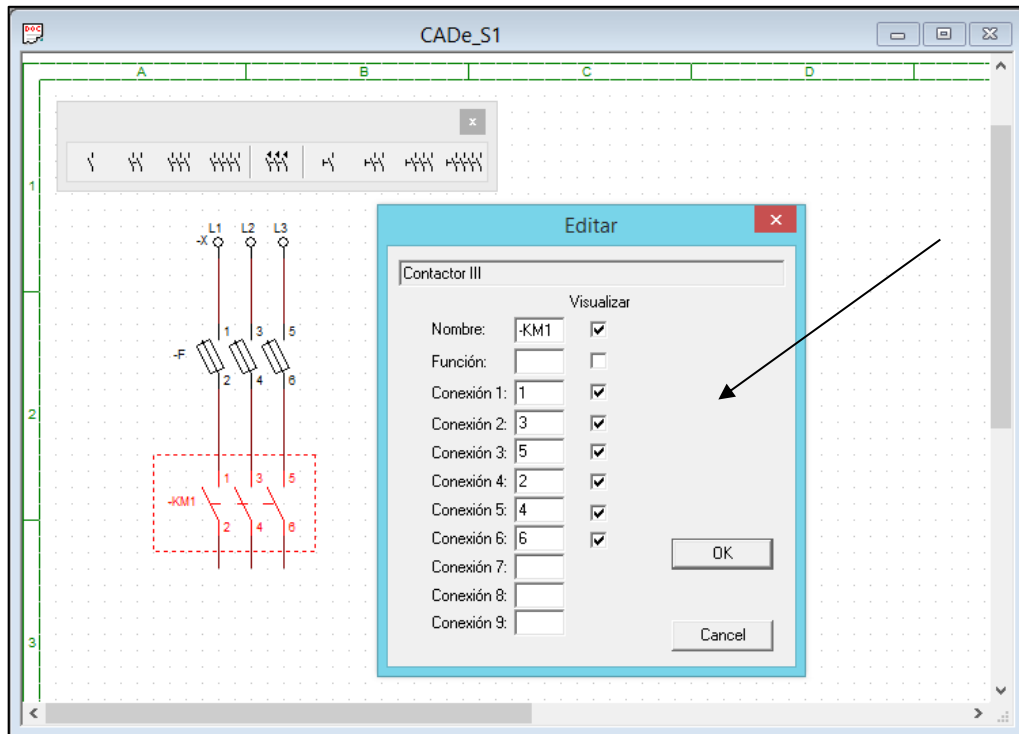 DOC
CADe_S1
A B C D
x
1
L1 L2 L3
-X
Editar
Contactor III
Visualizar
Nombre: -KM1
Función:
Conexión 1: 1
Conexión 2: 3
Conexión 3: 5
Conexión 4: 2
Conexión 5: 4
Conexión 6: 6
Conexión 7:
Conexión 8:
Conexión 9:
OK
Cancel
1 3 5
-F
2 4 6
2
1 3 5
-KM1
2 4 6
3